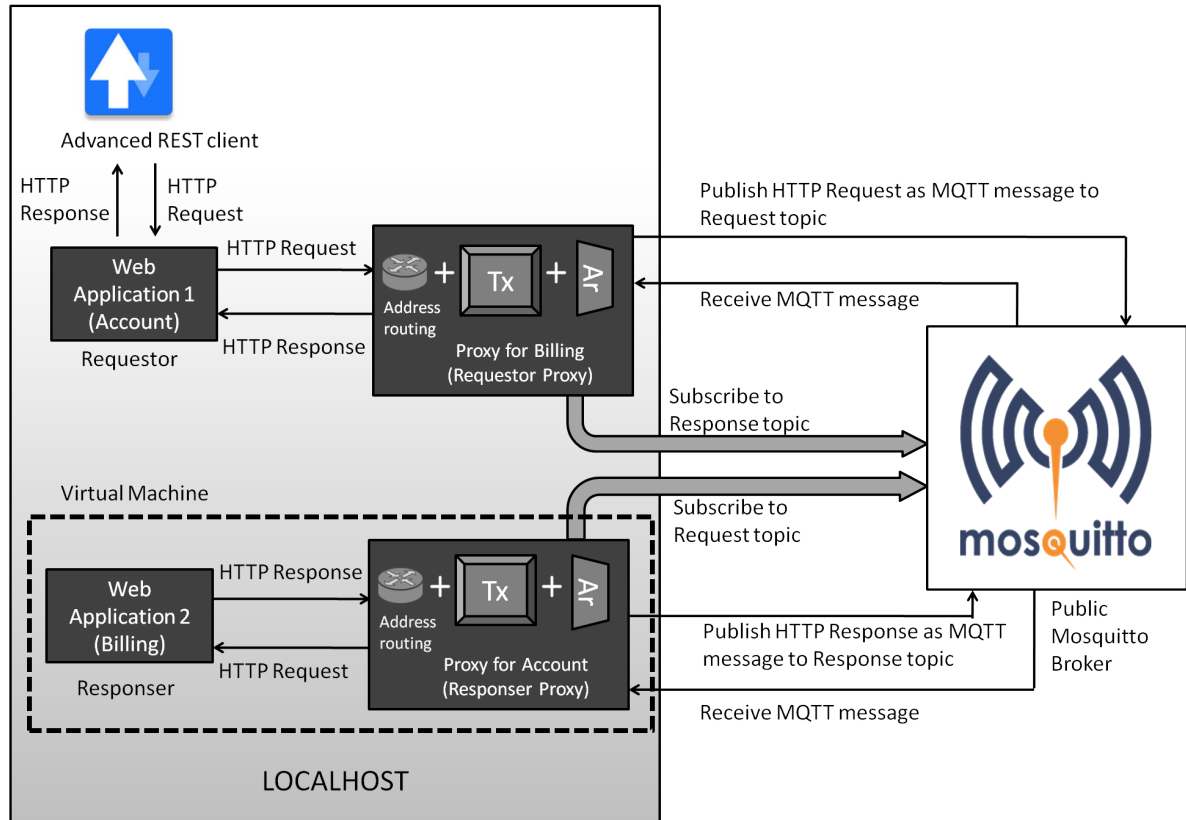 Advanced REST client
HTTP
Response
HTTP
Request
Web
Application 1
(Account)
Requestor
HTTP Request
HTTP Response
Address
routing
+
Tx
+
Ar
Proxy for Billing
(Requestor Proxy)
Publish HTTP Request as MQTT message to
Request topic
Receive MQTT message
Subscribe to
Response topic
Subscribe to
Request topic
mosquitto
Public
Mosquitto
Broker
Virtual Machine
Web
Application 2
(Billing)
Responser
HTTP Response
HTTP Request
Address
routing
+
Tx
+
Ar
Proxy for Account
(Responser Proxy)
Publish HTTP Response as MQTT
message to Response topic
Receive MQTT message
LOCALHOST